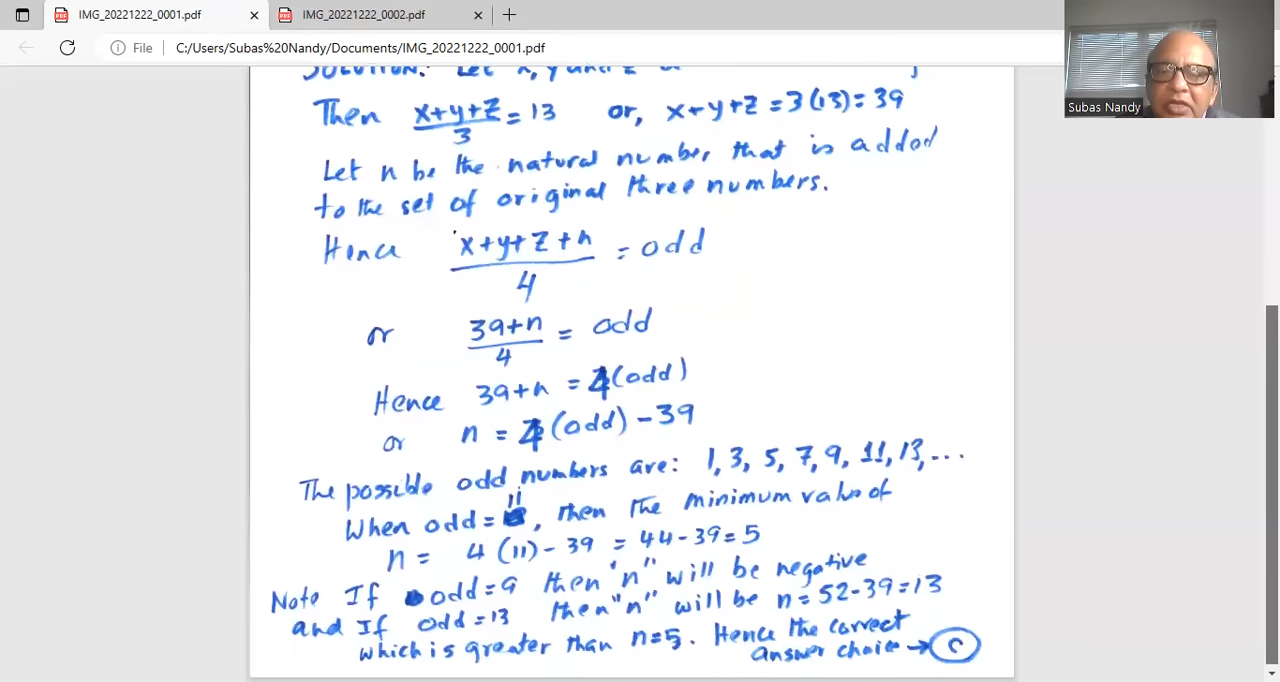 IMG_20221222_0001.pdf
IMG_20221222_0002.pdf
File
C:/Users/Subas%20Nandy/Documents/IMG_20221222_0001.pdf
Subas Nandy
SOLUTION: Let x, y and z
Then x+y+z/3 = 13 or, x+y+z = 3(13) = 39
Let n be the natural number that is added
to the set of original three numbers.
Hence x+y+z+n/4 = odd
or 39+n/4 = odd
Hence 39+n = 4(odd)
or n = 4(odd) - 39
The possible odd numbers are: 1, 3, 5, 7, 9, 11, 13, ...
When odd = 11, then the minimum value of
n = 4(11) - 39 = 44 - 39 = 5
Note If odd = 9 then "n" will be negative
and If odd = 13 then "n" will be n = 52 - 39 = 13
which is greater than n = 5. Hence the correct
answer choice → C